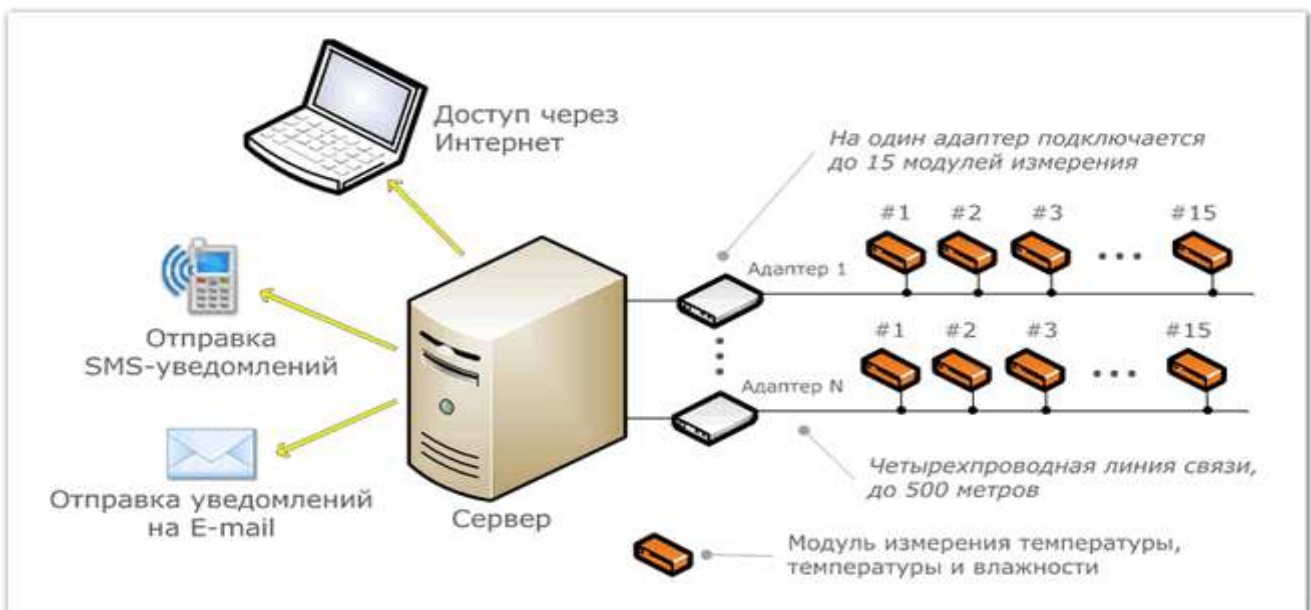 Доступ через
Интернет
На один адаптер подключается
до 15 модулей измерения
#1 #2 #3 #15
Адаптер 1
Отправка
SMS-уведомлений
#1 #2 #3 #15
Адаптер N
Четырехпроводная линия связи,
до 500 метров
Отправка уведомлений
на E-mail
Сервер
Модуль измерения температуры,
температуры и влажности